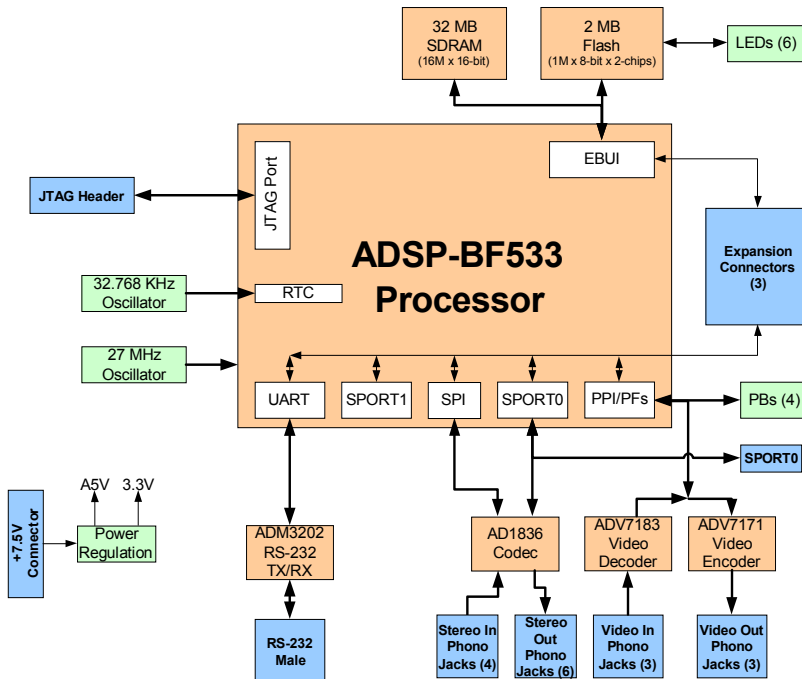 32 MB
SDRAM
(16M x 16-bit)
2 MB
Flash
(1M x 8-bit x 2-chips)
LEDs (6)
EBUI
JTAG Port
JTAG Header
ADSP-BF533
Processor
Expansion
Connectors
(3)
32.768 KHz
Oscillator
RTC
27 MHz
Oscillator
UART
SPORT1
SPI
SPORT0
PPI/PFs
PBs (4)
SPORT0
A5V
3.3V
+7.5V
Connector
Power
Regulation
ADM3202
RS-232
TX/RX
AD1836
Codec
ADV7183
Video
Decoder
ADV7171
Video
Encoder
RS-232
Male
Stereo In
Phono
Jacks (4)
Stereo
Out
Phono
Jacks (6)
Video In
Phono
Jacks (3)
Video Out
Phono
Jacks (3)